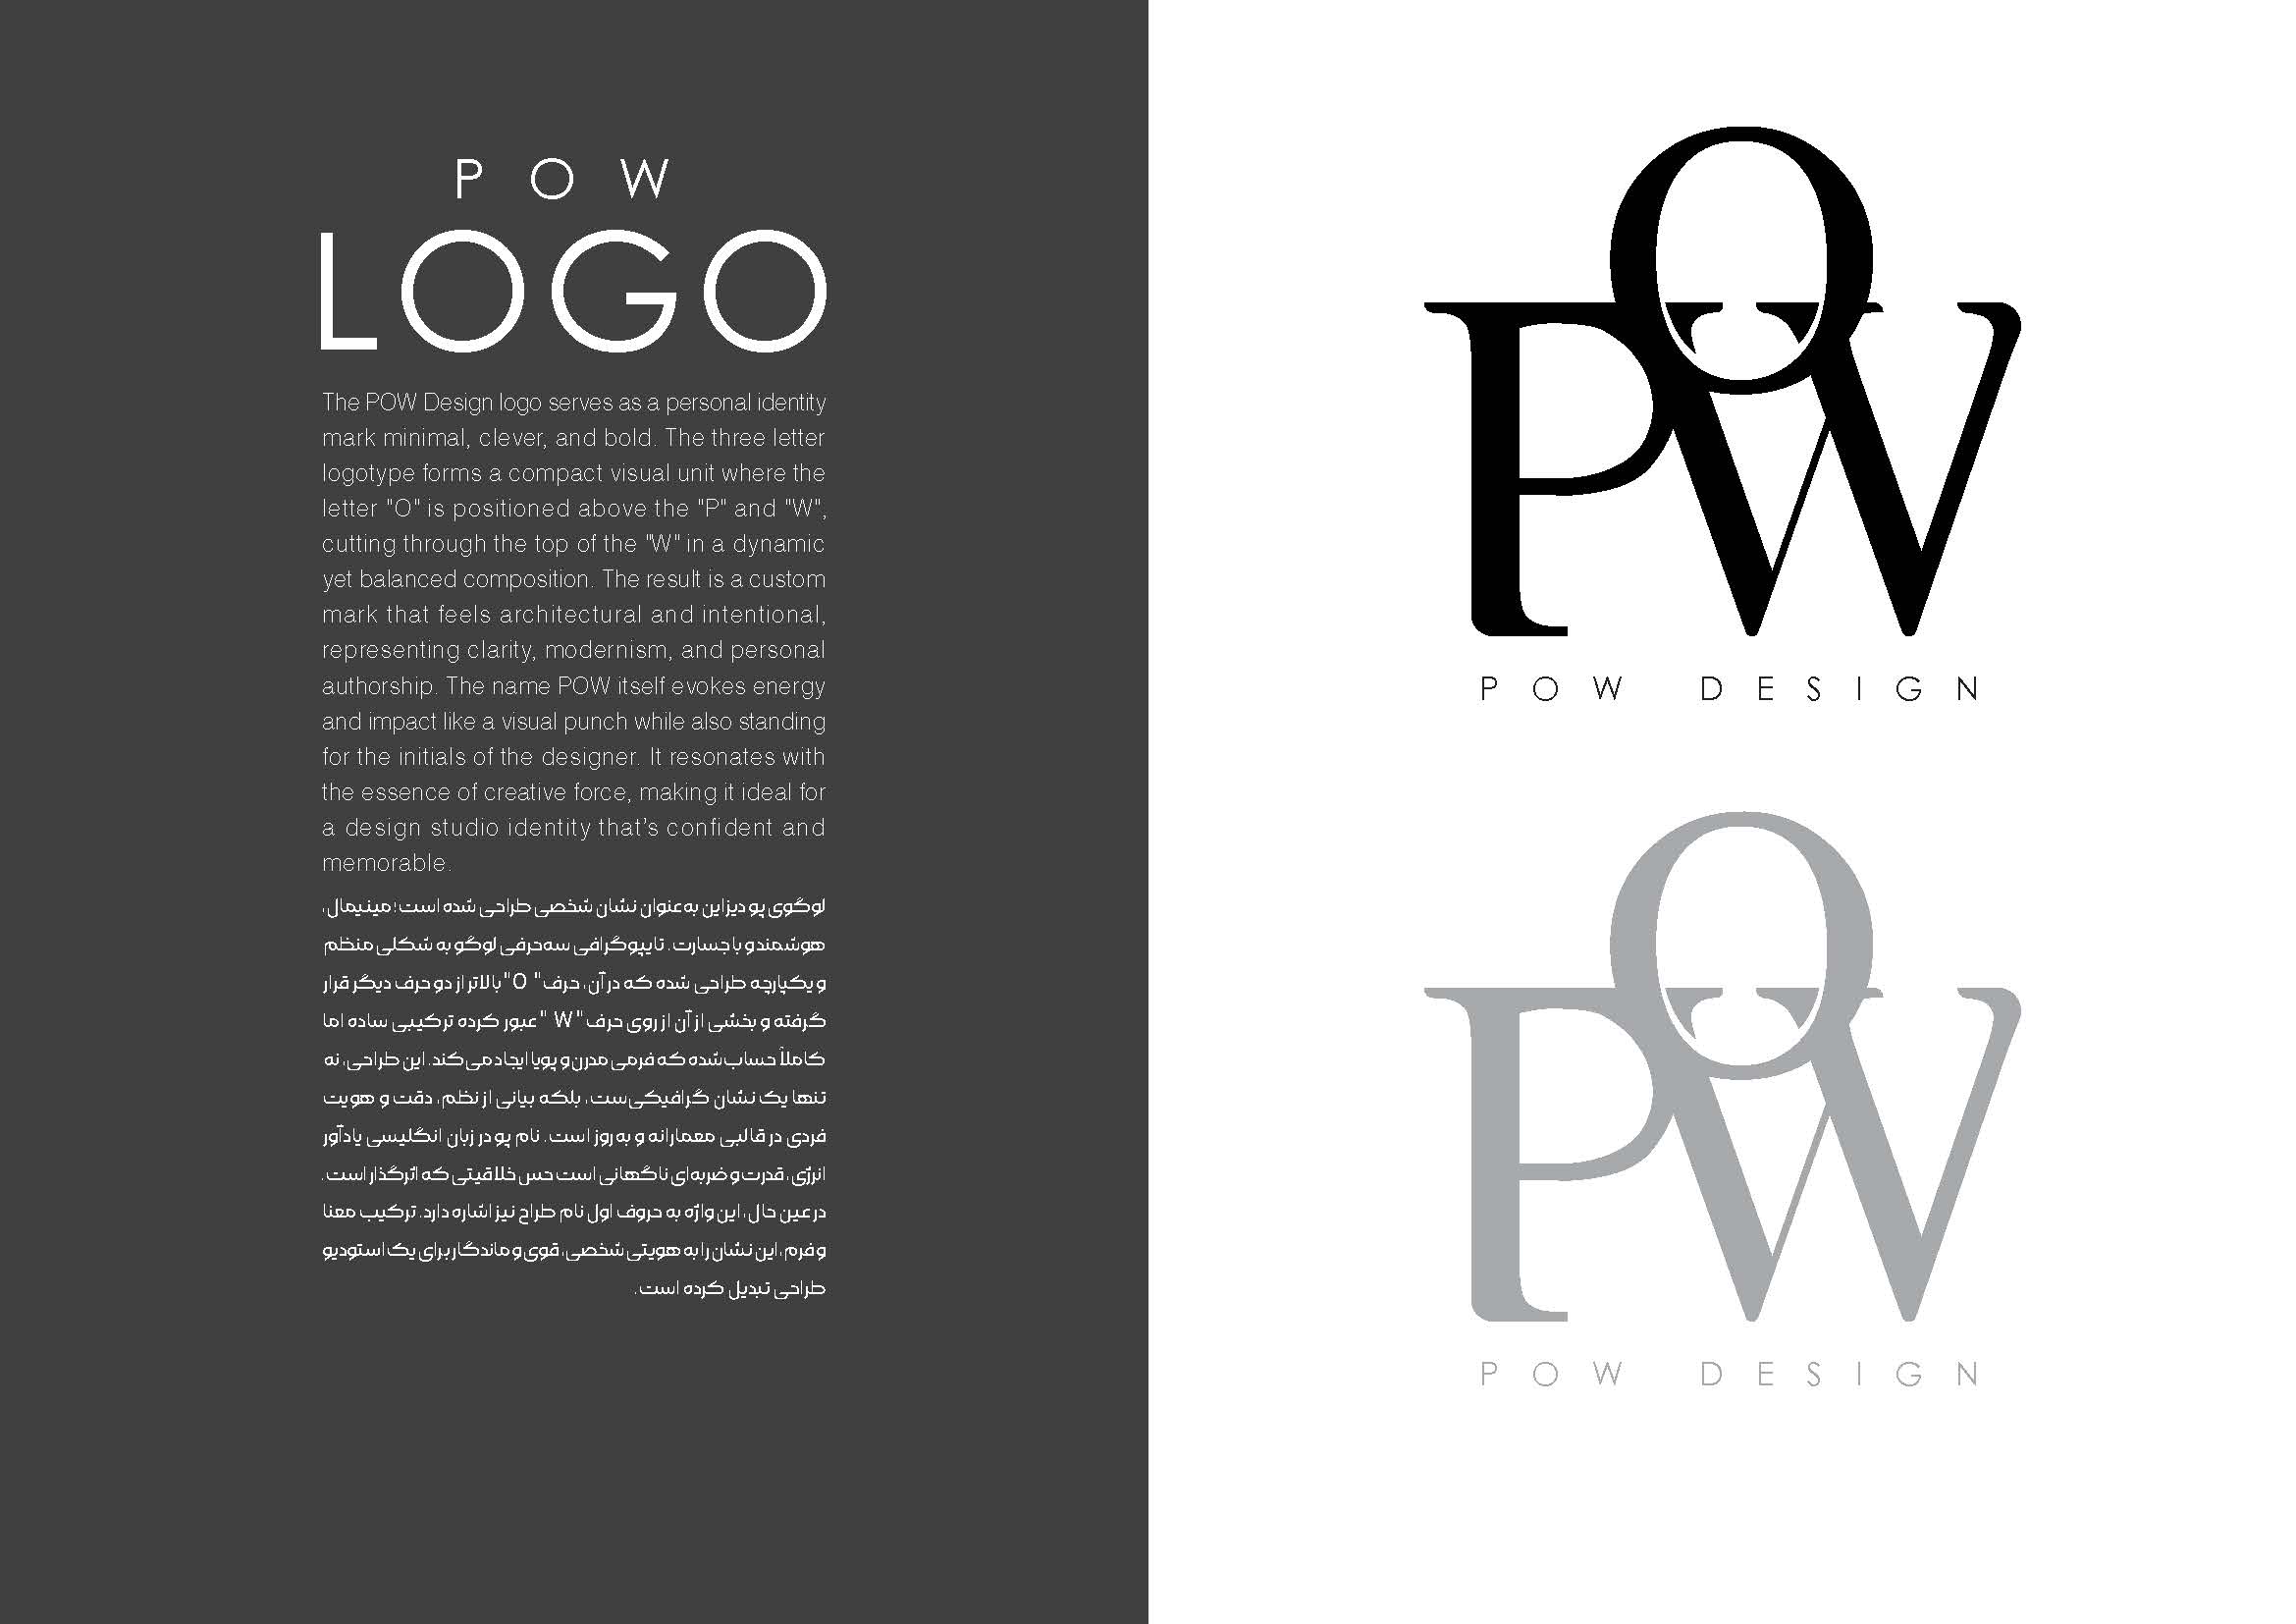 POW
LOGO
The POW Design logo serves as a personal identity
mark minimal, clever, and bold. The three letter
logotype forms a compact visual unit where the
letter "O" is positioned above the "P" and "W",
cutting through the top of the "W" in a dynamic
yet balanced composition. The result is a custom
mark that feels architectural and intentional,
representing clarity, modernism, and personal
authorship. The name POW itself evokes energy
and impact like a visual punch while also standing
for the initials of the designer. It resonates with
the essence of creative force, making it ideal for
a design studio identity that's confident and
memorable.
لوگوی پو دیزاین به‌عنوان نشان شخصی طراحی شده است؛ مینیمال،
هوشمند و با جسارت. تایپوگرافی سه‌حرفی لوگو به شکلی منظم
و یکپارچه طراحی شده که در آن، حرف" O "بالاتر از دو حرف دیگر قرار
گرفته و بخشی از آن از روی حرف" W "عبور کرده ترکیبی ساده اما
کاملاً حساب‌شده که فرمی مدرن و پویا ایجاد می‌کند. این طراحی، نه
تنها یک نشان گرافیکی‌ست، بلکه بیانی از نظم، دقت و هویت
فردی در قالبی معمارانه و به‌روز است. نام پو در زبان انگلیسی یادآور
انرژی، قدرت و ضربه‌ای ناگهانی است حس خلاقیتی که اثرگذار است.
در عین حال، این واژه به حروف اول نام طراح نیز اشاره دارد. ترکیب معنا
و فرم، این نشان را به هویتی شخصی، قوی و ماندگار برای یک استودیو
طراحی تبدیل کرده است.
POW
POW DESIGN
POW
POW DESIGN